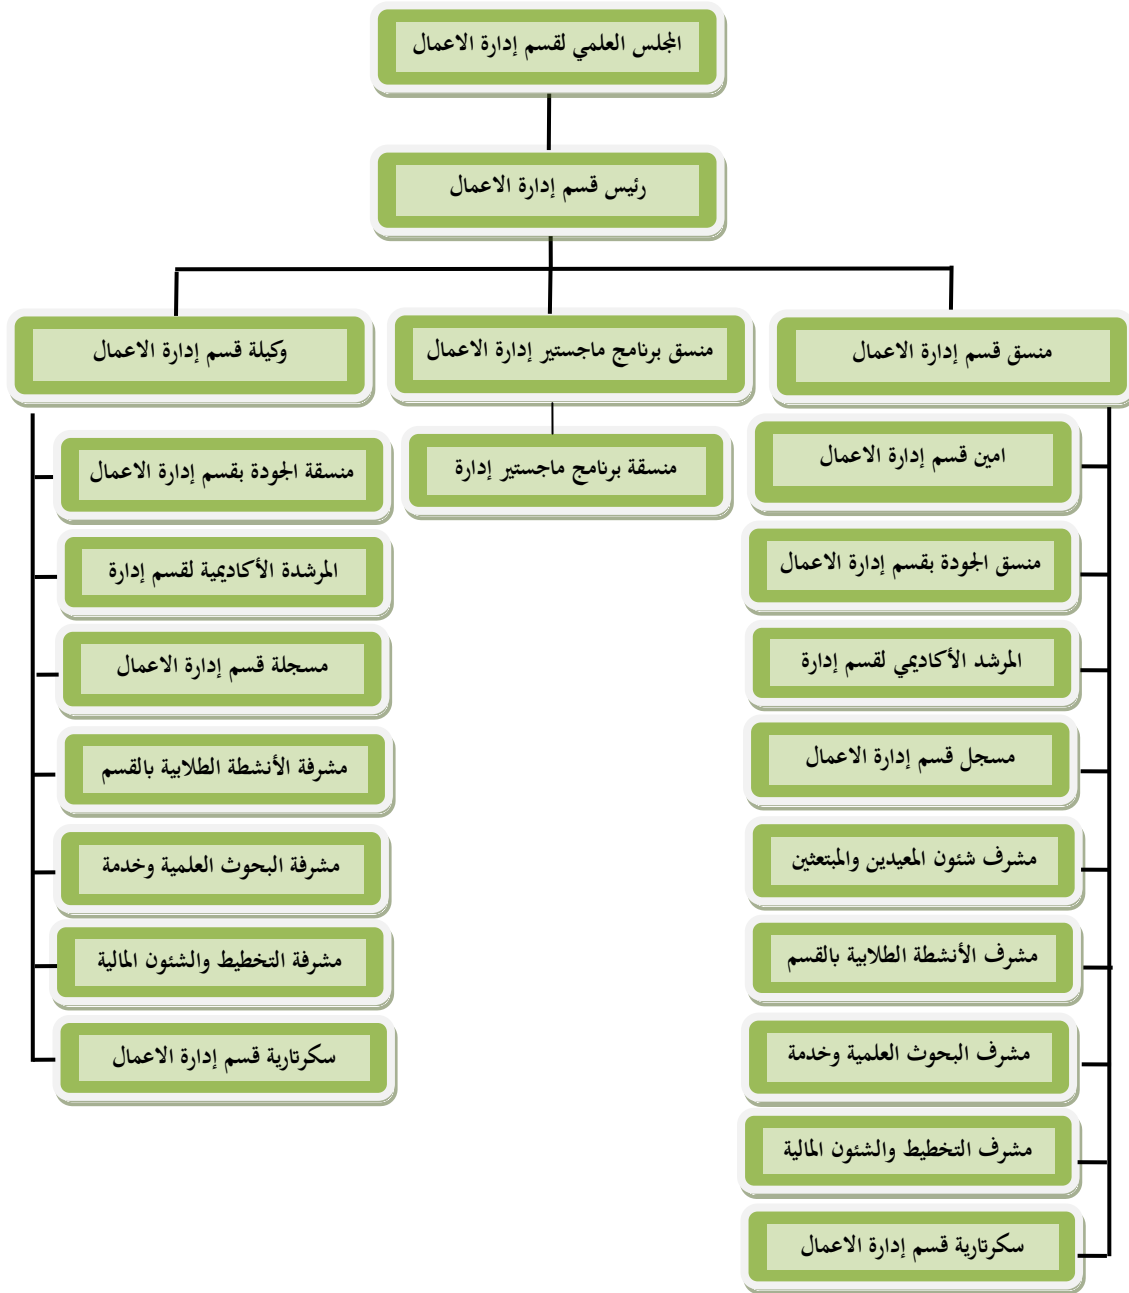 المجلس العلمي لقسم إدارة الاعمال
رئيس قسم إدارة الاعمال
منسق قسم إدارة الاعمال
منسق برنامج ماجستير إدارة الاعمال
وكيلة قسم إدارة الاعمال
امين قسم إدارة الاعمال
منسق الجودة بقسم إدارة الاعمال
المرشد الأكاديمي لقسم إدارة
مسجل قسم إدارة الاعمال
مشرف شئون المعيدين والمبتعثين
مشرف الأنشطة الطلابية بالقسم
مشرف البحوث العلمية وخدمة
مشرف التخطيط والشئون المالية
سكرتارية قسم إدارة الاعمال
منسقة برنامج ماجستير إدارة
منسقة الجودة بقسم إدارة الاعمال
المرشدة الأكاديمية لقسم إدارة
مسجلة قسم إدارة الاعمال
مشرفة الأنشطة الطلابية بالقسم
مشرفة البحوث العلمية وخدمة
مشرفة التخطيط والشئون المالية
سكرتارية قسم إدارة الاعمال